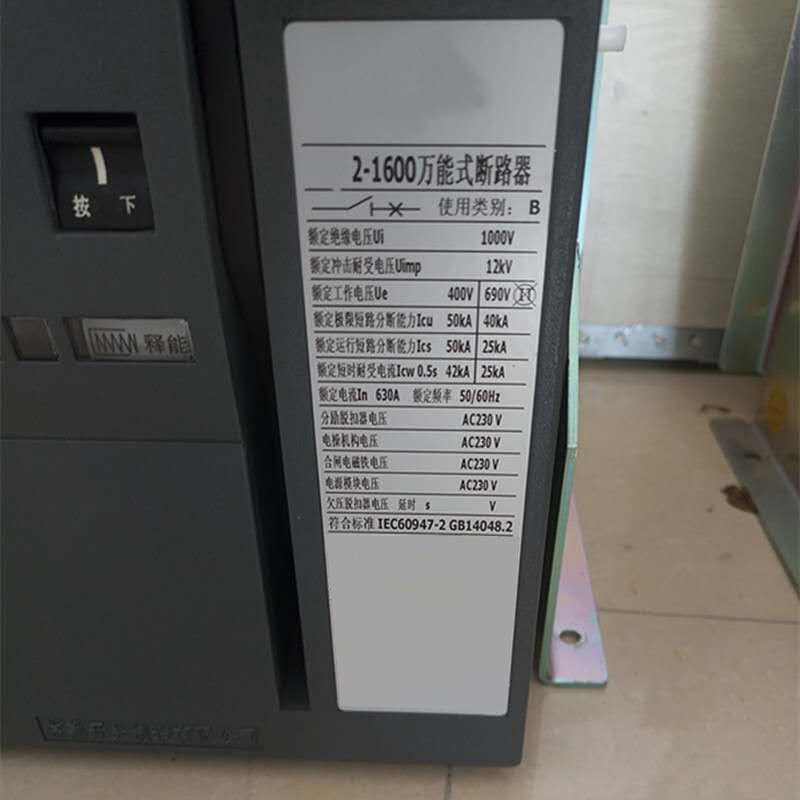 按 下
释能
2-1600万能式断路器
使用类别: B
额定绝缘电压Ui 1000V
额定冲击耐受电压Uimp 12kV
额定工作电压Ue 400V 690V IT
额定极限短路分断能力Icu 50kA 40kA
额定运行短路分断能力Ics 50kA 25kA
额定短时耐受电流Icw 0.5s 42kA 25kA
额定电流In 630A 额定频率 50/60Hz
分励脱扣器电压 AC230 V
电操机构电压 AC230 V
合闸电磁铁电压 AC230 V
电源模块电压 AC230 V
欠压脱扣器电压 延时 s V
符合标准 IEC60947-2 GB14048.2